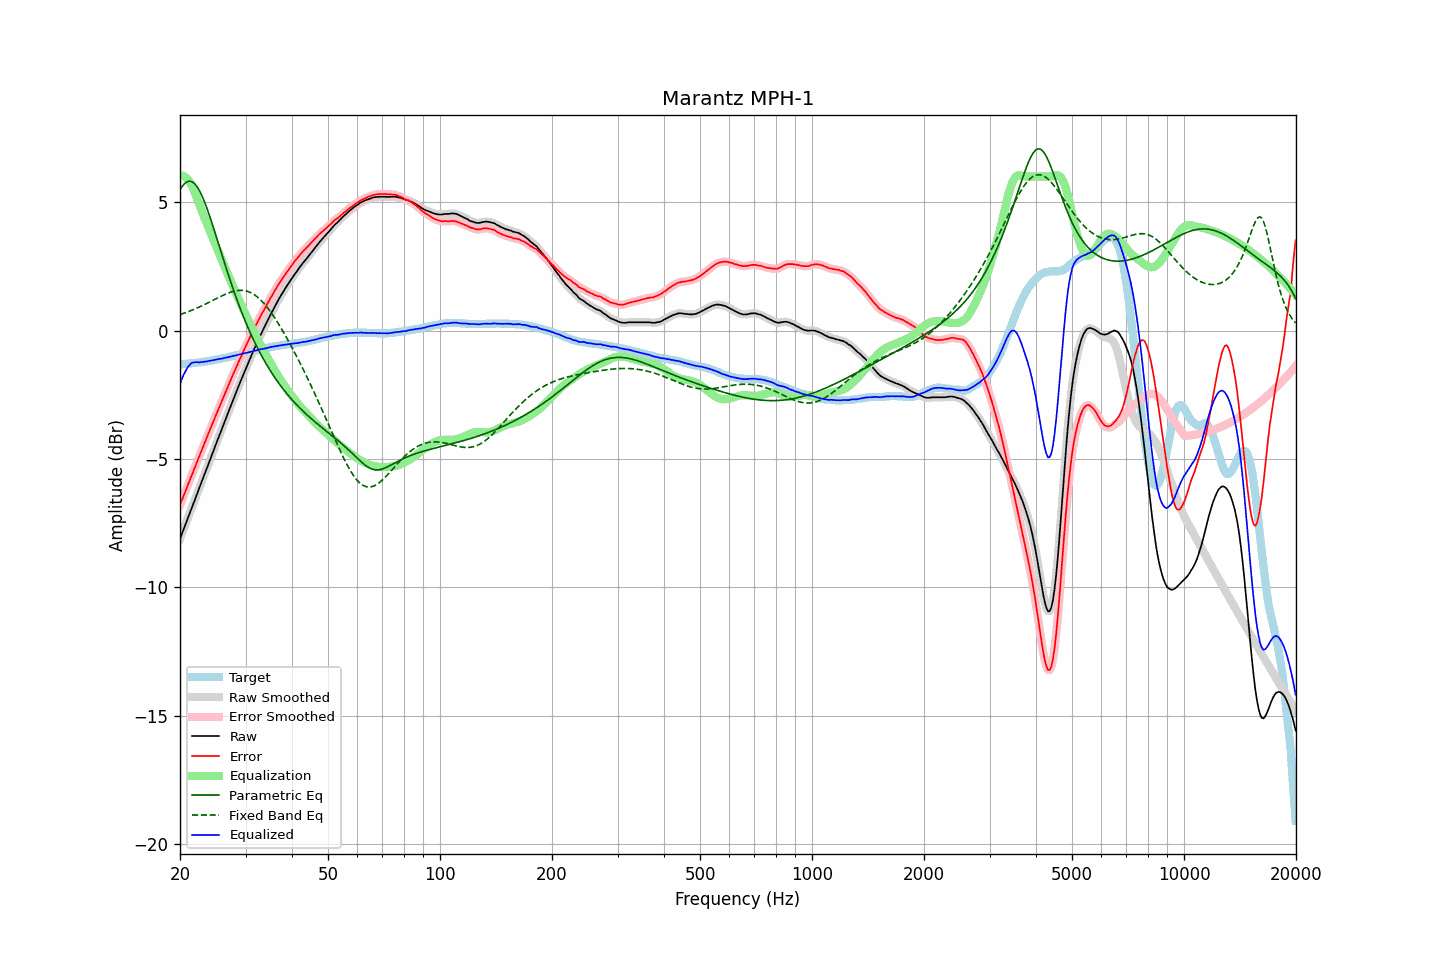 Marantz MPH-1
Amplitude (dBr)
5
0
−5
−10
−15
−20
Target
Raw Smoothed
Error Smoothed
Raw
Error
Equalization
Parametric Eq
Fixed Band Eq
Equalized
20 50 100 200 500 1000 2000 5000 10000 20000
Frequency (Hz)